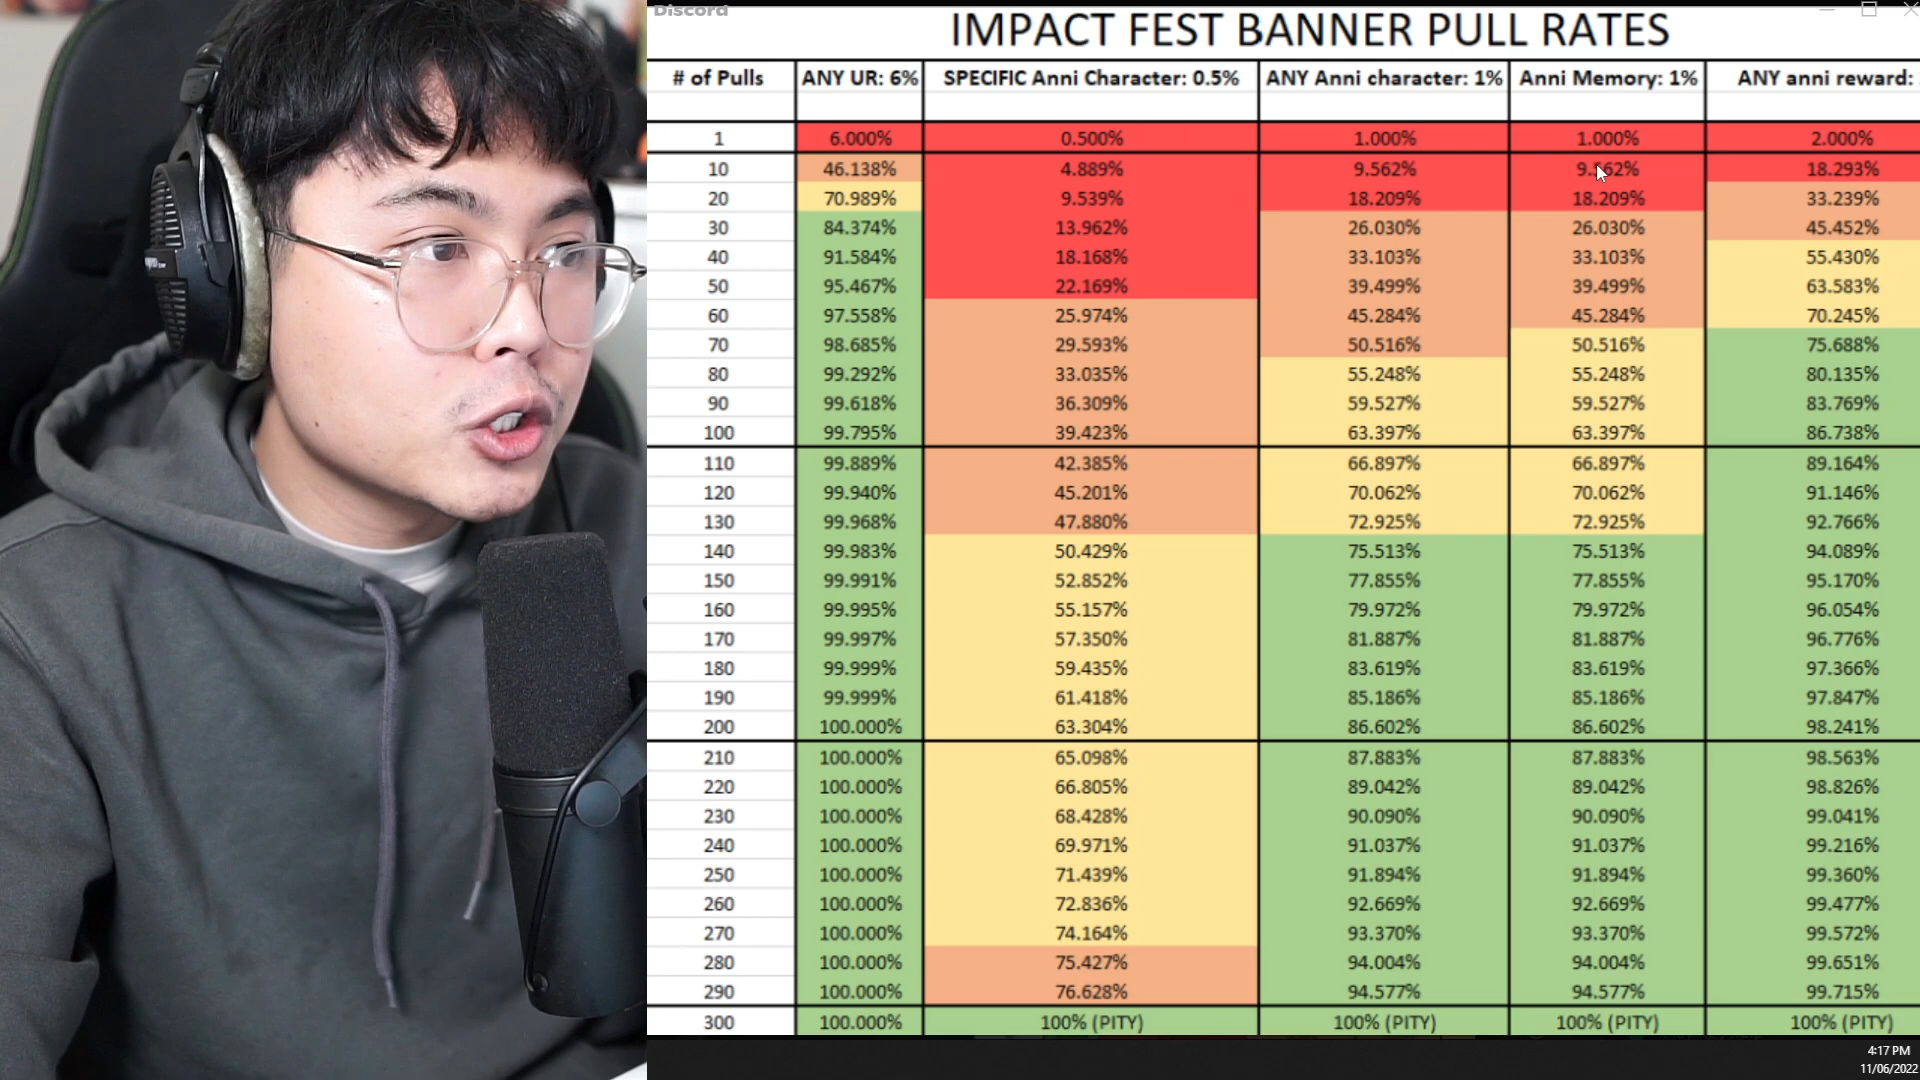 Discord
IMPACT FEST BANNER PULL RATES
# of Pulls ANY UR: 6% SPECIFIC Anni Character: 0.5% ANY Anni character: 1% Anni Memory: 1% ANY anni reward:
1 6.000% 0.500% 1.000% 1.000% 2.000%
10 46.138% 4.889% 9.562% 9.562% 18.293%
20 70.989% 9.539% 18.209% 18.209% 33.239%
30 84.374% 13.962% 26.030% 26.030% 45.452%
40 91.584% 18.168% 33.103% 33.103% 55.430%
50 95.467% 22.169% 39.499% 39.499% 63.583%
60 97.558% 25.974% 45.284% 45.284% 70.245%
70 98.685% 29.593% 50.516% 50.516% 75.688%
80 99.292% 33.035% 55.248% 55.248% 80.135%
90 99.618% 36.309% 59.527% 59.527% 83.769%
100 99.795% 39.423% 63.397% 63.397% 86.738%
110 99.889% 42.385% 66.897% 66.897% 89.164%
120 99.940% 45.201% 70.062% 70.062% 91.146%
130 99.968% 47.880% 72.925% 72.925% 92.766%
140 99.983% 50.429% 75.513% 75.513% 94.089%
150 99.991% 52.852% 77.855% 77.855% 95.170%
160 99.995% 55.157% 79.972% 79.972% 96.054%
170 99.997% 57.350% 81.887% 81.887% 96.776%
180 99.999% 59.435% 83.619% 83.619% 97.366%
190 99.999% 61.418% 85.186% 85.186% 97.847%
200 100.000% 63.304% 86.602% 86.602% 98.241%
210 100.000% 65.098% 87.883% 87.883% 98.563%
220 100.000% 66.805% 89.042% 89.042% 98.826%
230 100.000% 68.428% 90.090% 90.090% 99.041%
240 100.000% 69.971% 91.037% 91.037% 99.216%
250 100.000% 71.439% 91.894% 91.894% 99.360%
260 100.000% 72.836% 92.669% 92.669% 99.477%
270 100.000% 74.164% 93.370% 93.370% 99.572%
280 100.000% 75.427% 94.004% 94.004% 99.651%
290 100.000% 76.628% 94.577% 94.577% 99.715%
300 100.000% 100% (PITY) 100% (PITY) 100% (PITY) 100% (PITY)
4:17 PM
11/06/2022